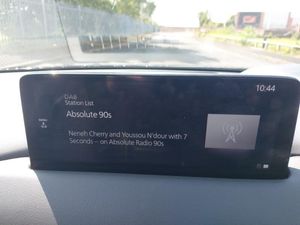 10:44
DAB
Station List
Absolute 90s
Neneh Cherry and Youssou N'dour with 7
Seconds – on Absolute Radio 90s